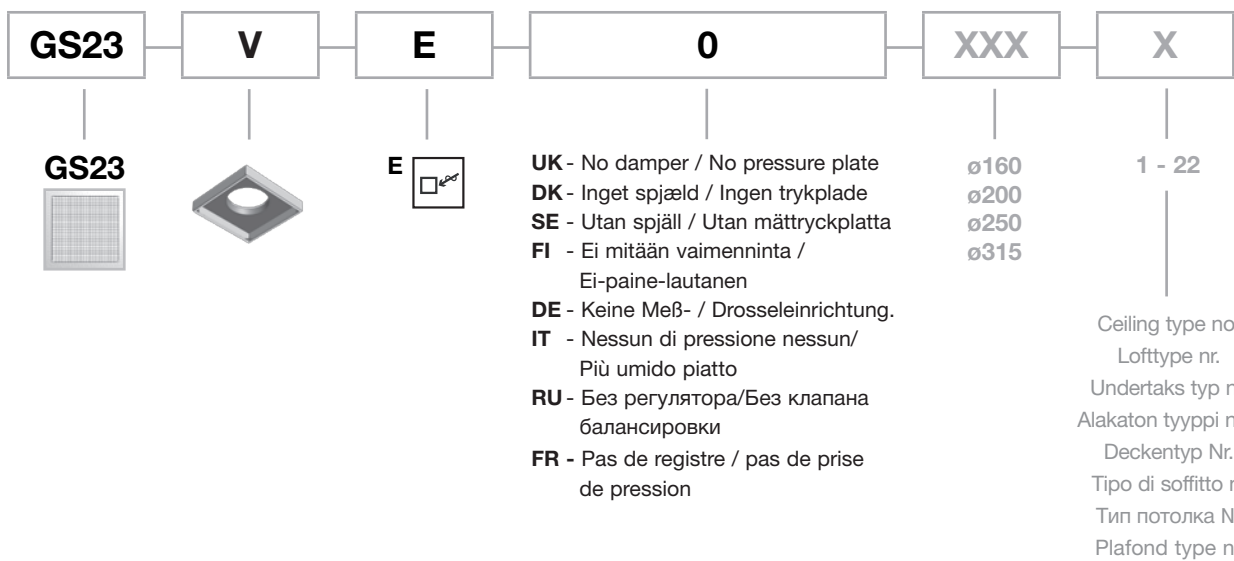 GS23 V E 0 XXX X
GS23
E
UK - No damper / No pressure plate
DK - Inget spjæld / Ingen trykplade
SE - Utan spjäll / Utan mättryckplatta
FI - Ei mitään vaimenninta /
Ei-paine-lautanen
DE - Keine Meß- / Drosseleinrichtung.
IT - Nessun di pressione nessun/
Più umido piatto
RU - Без регулятора/Без клапана
балансировки
FR - Pas de registre / pas de prise
de pression
ø160
ø200
ø250
ø315
1 - 22
Ceiling type no
Lofttype nr.
Undertaks typ n
Alakaton tyyppi n
Deckentyp Nr.
Tipo di soffitto
Тип потолка
Plafond type n